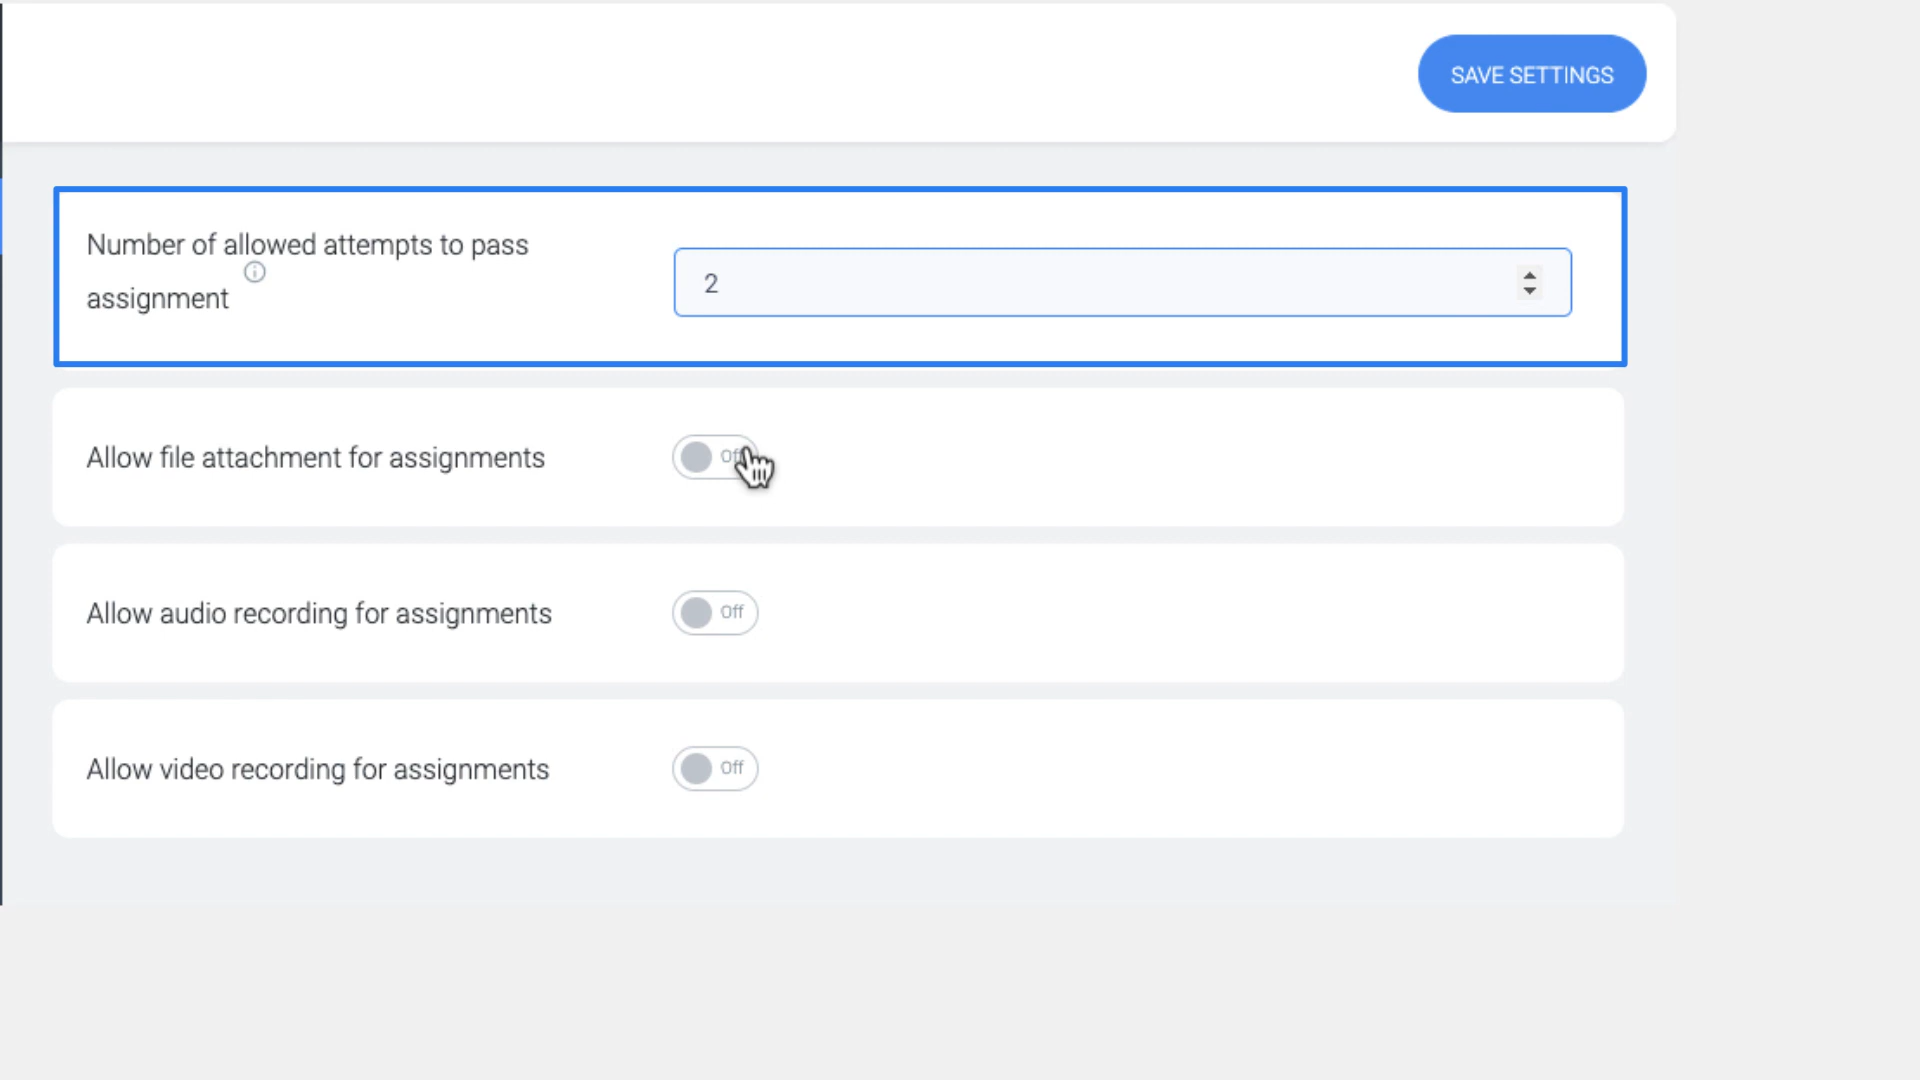 SAVE SETTINGS
Number of allowed attempts to pass
assignment
2
Allow file attachment for assignments
Allow audio recording for assignments
Off
Allow video recording for assignments
Off